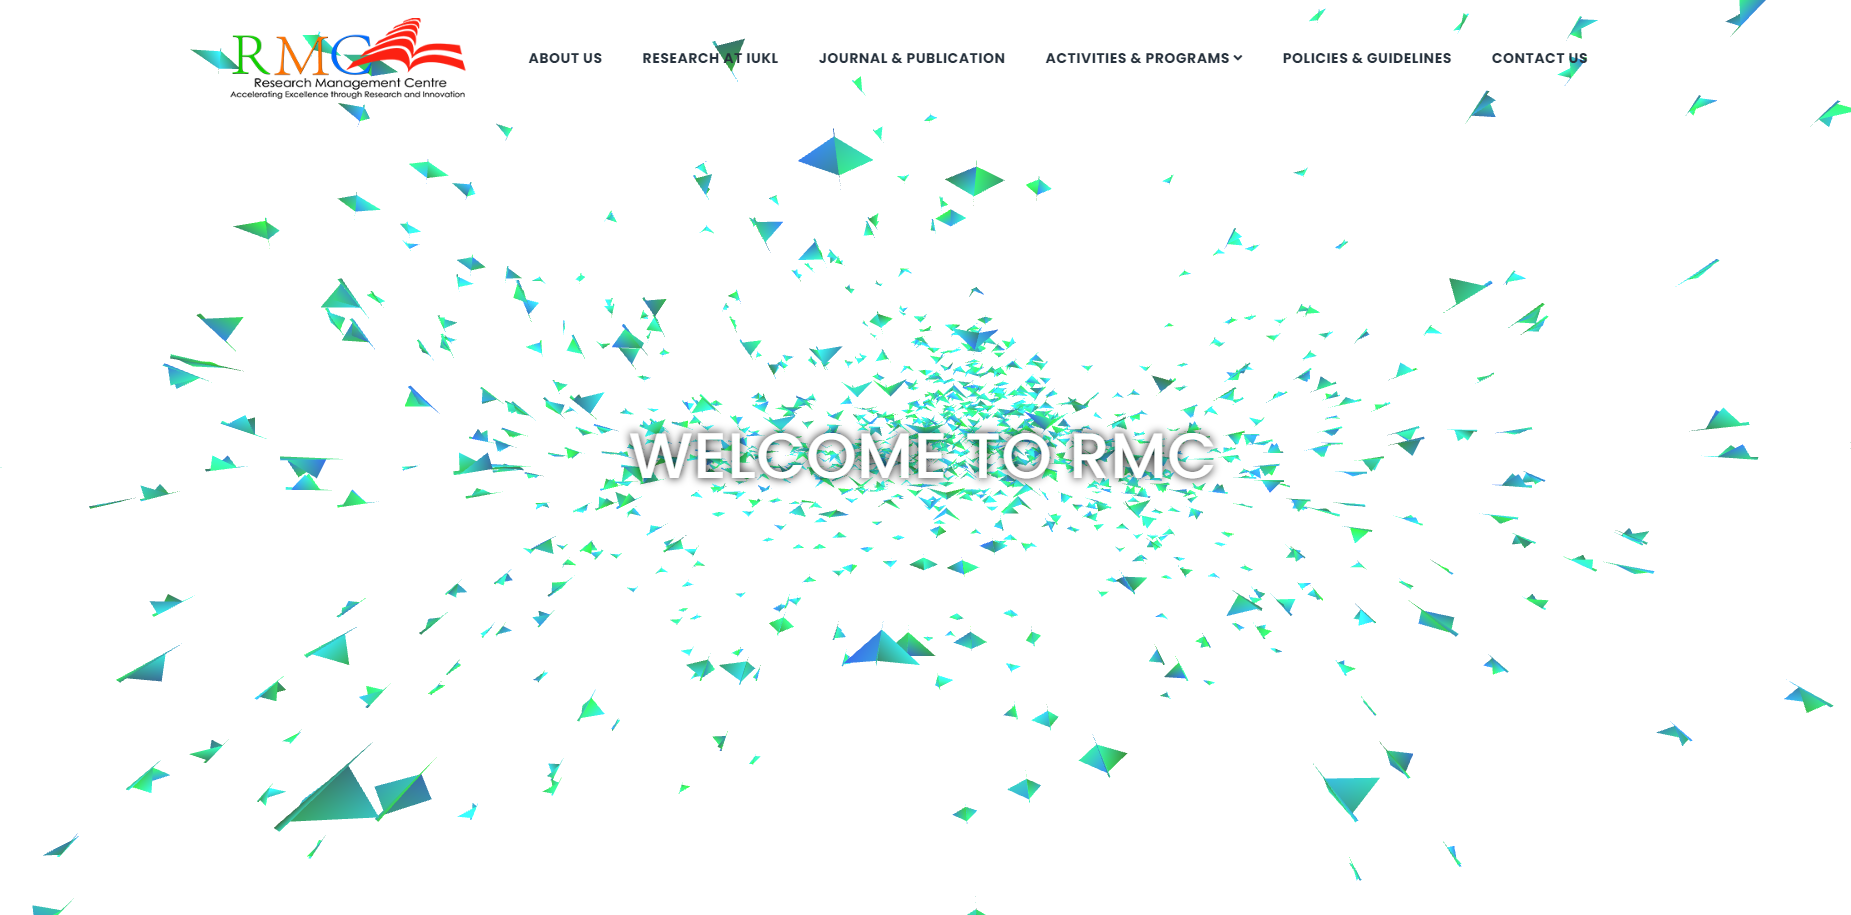 RMC
Research Management Centre
Accelerating Excellence through Research and Innovation
ABOUT US
RESEARCH AT IUKL
JOURNAL & PUBLICATION
ACTIVITIES & PROGRAMS
POLICIES & GUIDELINES
CONTACT US
WELCOME TO RMC